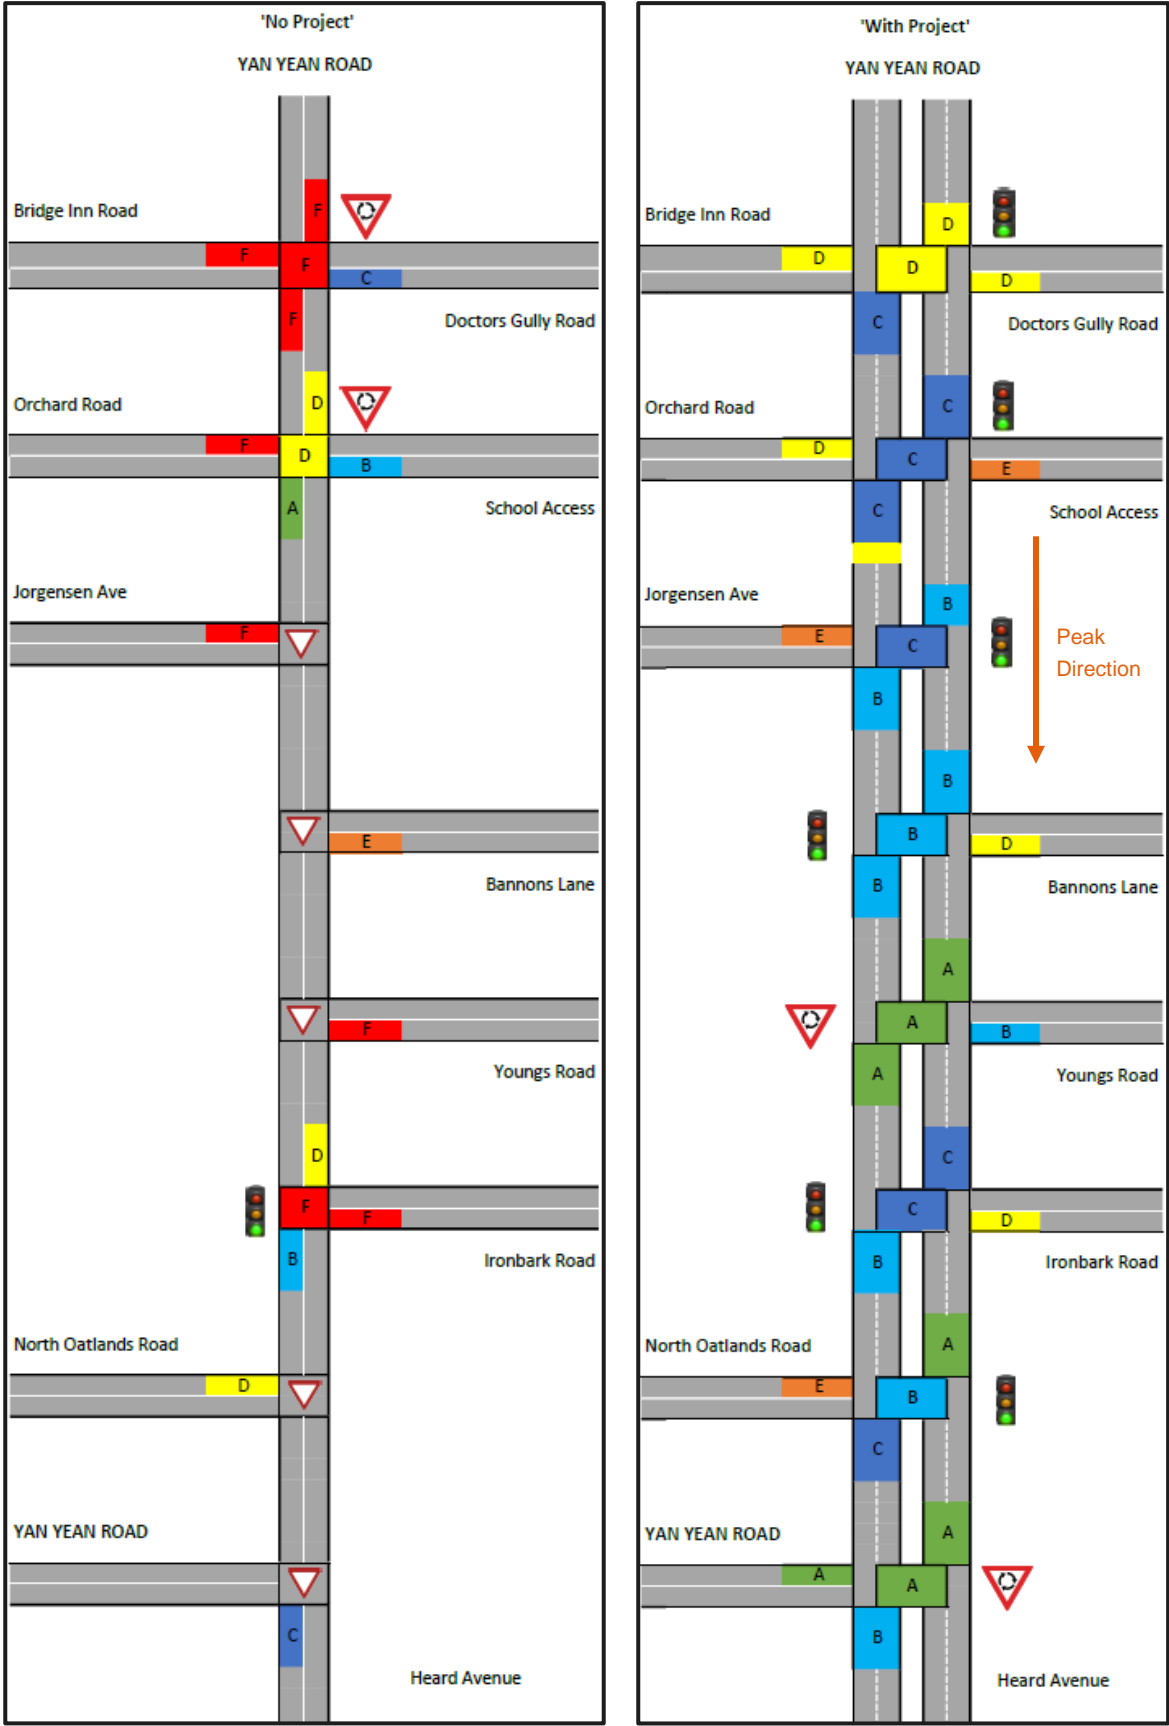 'No Project'
YAN YEAN ROAD
F
Bridge Inn Road
F
F
C
F
Doctors Gully Road
D
Orchard Road
F
D
B
A
School Access
Jorgensen Ave
F
E
Bannons Lane
F
Youngs Road
D
F
F
B
Ironbark Road
North Oatlands Road
D
YAN YEAN ROAD
C
Heard Avenue
'With Project'
YAN YEAN ROAD
Bridge Inn Road
D
D
D
D
C
Doctors Gully Road
C
Orchard Road
D
C
E
C
School Access
Jorgensen Ave
B
E
C
Peak
Direction
B
B
B
D
B
Bannons Lane
A
A
B
A
Youngs Road
C
C
D
B
Ironbark Road
North Oatlands Road
A
E
B
C
YAN YEAN ROAD
A
A
A
B
Heard Avenue